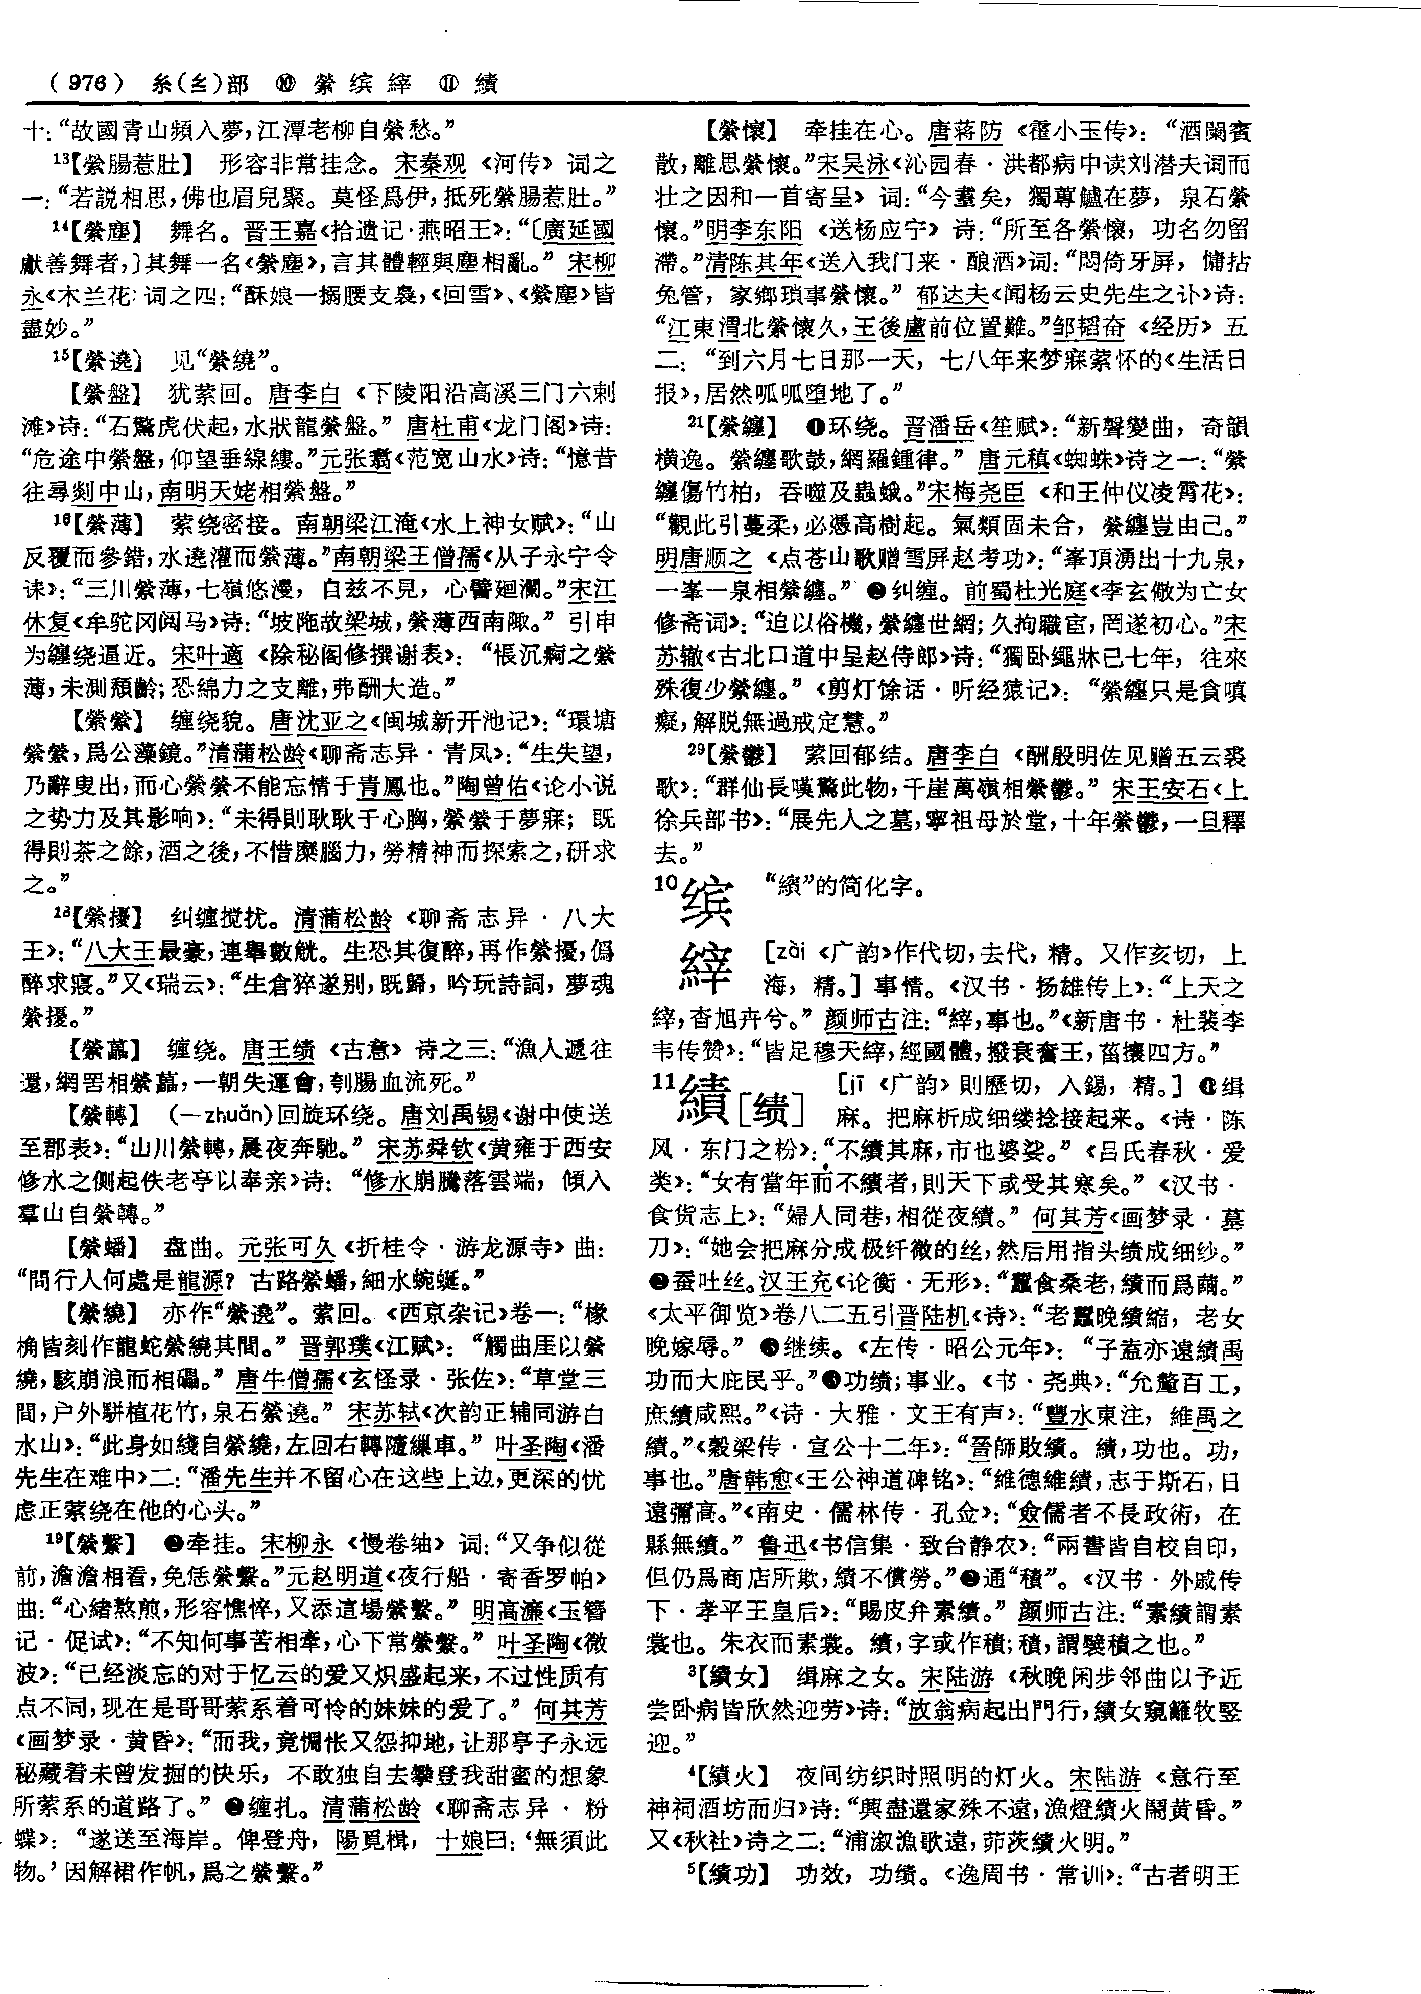 (976) 糸(纟)部 ⑩ 縈 缤 縡 ⑪ 績
十：“故國青山頻入夢，江潭老柳自縈愁。”
13【縈腸惹肚】 形容非常挂念。宋秦观《河传》词之
一：“若説相思，佛也眉兒聚。莫怪爲伊，抵死縈腸惹肚。”
14【縈塵】 舞名。晋王嘉《拾遗记·燕昭王》：“〔廣延國
獻善舞者，〕其舞一名《縈塵》，言其體輕與塵相亂。”宋柳
永《木兰花》词之四：“酥娘一搦腰支裊，《回雪》、《縈塵》皆
盡妙。”
15【縈遶】 见“縈繞”。
【縈盤】 犹萦回。唐李白《下陵阳沿高溪三门六刺
滩》诗：“石驚虎伏起，水狀龍縈盤。”唐杜甫《龙门阁》诗：
“危途中縈盤，仰望垂線縷。”元张翥《范宽山水》诗：“憶昔
往尋剡中山，南明天姥相縈盤。”
16【縈薄】 萦绕密接。南朝梁江淹《水上神女赋》：“山
反覆而參錯，水遶灌而縈薄。”南朝梁王僧孺《从子永宁令
诔》：“三川縈薄，七嶺悠漫，自兹不見，心謦廻瀾。”宋江
休复《牟驼冈阅马》诗：“坡陁故梁城，縈薄西南陬。”引申
为缠绕逼近。宋叶適《除秘阁修撰谢表》：“悵沉痾之縈
薄，未測頹齡；恐綿力之支離，弗酬大造。”
【縈縈】 缠绕貌。唐沈亚之《闽城新开池记》：“環塘
縈縈，爲公藻鏡。”清蒲松龄《聊斋志异·青凤》：“生失望，
乃辭叟出，而心縈縈不能忘情于青鳳也。”陶曾佑《论小说
之势力及其影响》：“未得則耿耿于心胸，縈縈于夢寐；既
得則茶之餘，酒之後，不惜糜腦力，勞精神而探索之，研求
之。”
18【縈擾】 纠缠搅扰。清蒲松龄《聊斋志异·八大
王》：“八大王最豪，連舉數觥。生恐其復醉，再作縈擾，僞
醉求寢。”又《瑞云》：“生倉猝遂别，既歸，吟玩詩詞，夢魂
縈擾。”
【縈藟】 缠绕。唐王绩《古意》诗之三：“漁人遞往
還，網罟相縈藟，一朝失運會，刳腸血流死。”
【縈轉】 (—zhuǎn)回旋环绕。唐刘禹锡《谢中使送
至郡表》：“山川縈轉，晨夜奔馳。”宋苏舜钦《黄雍于西安
修水之侧起佚老亭以奉亲》诗：“修水崩騰落雲端，傾入
羣山自縈轉。”
【縈蟠】 盘曲。元张可久《折桂令·游龙源寺》曲：
“問行人何處是龍源？古路縈蟠，細水蜿蜒。”
【縈繞】 亦作“縈遶”。萦回。《西京杂记》卷一：“椽
桷皆刻作龍蛇縈繞其間。”晋郭璞《江赋》：“觸曲厓以縈
繞，駭崩浪而相礧。”唐牛僧孺《玄怪录·张佐》：“草堂三
間，户外駢植花竹，泉石縈遶。”宋苏轼《次韵正辅同游白
水山》：“此身如綫自縈繞，左回右轉隨繅車。”叶圣陶《潘
先生在难中》二：“潘先生并不留心在这些上边，更深的忧
虑正萦绕在他的心头。”
19【縈繫】 ❶牵挂。宋柳永《慢卷䌷》词：“又争似從
前，澹澹相看，免恁縈繫。”元赵明道《夜行船·寄香罗帕》
曲：“心緒熬煎，形容憔悴，又添這場縈繫。”明高濂《玉簪
记·促试》：“不知何事苦相牽，心下常縈繫。”叶圣陶《微
波》：“已经淡忘的对于忆云的爱又炽盛起来，不过性质有
点不同，现在是哥哥萦系着可怜的妹妹的爱了。”何其芳
《画梦录·黄昏》：“而我，竟惆怅又怨抑地，让那亭子永远
秘藏着未曾发掘的快乐，不敢独自去攀登我甜蜜的想象
所萦系的道路了。”❷缠扎。清蒲松龄《聊斋志异·粉
蝶》：“遂送至海岸。俾登舟，陽覓楫，十娘曰：‘無須此
物。’因解裙作帆，爲之縈繫。”
【縈懷】 牵挂在心。唐蒋防《霍小玉传》：“酒闌賓
散，離思縈懷。”宋吴泳《沁园春·洪都病中读刘潜夫词而
壮之因和一首寄呈》词：“今耋矣，獨蓴鱸在夢，泉石縈
懷。”明李东阳《送杨应宁》诗：“所至各縈懷，功名勿留
滯。”清陈其年《送入我门来·酿酒》词：“悶倚牙屏，慵拈
兔管，家鄉瑣事縈懷。”郁达夫《闻杨云史先生之讣》诗：
“江東渭北縈懷久，王後盧前位置難。”邹韬奋《经历》五
二：“到六月七日那一天，七八年来梦寐萦怀的《生活日
报》，居然呱呱堕地了。”
21【縈纏】 ❶环绕。晋潘岳《笙赋》：“新聲變曲，奇韻
横逸。縈纏歌鼓，網羅鍾律。”唐元稹《蜘蛛》诗之一：“縈
纏傷竹柏，吞噬及蟲蛾。”宋梅尧臣《和王仲仪凌霄花》：
“觀此引蔓柔，必憑高樹起。氣類固未合，縈纏豈由己。”
明唐顺之《点苍山歌赠雪屏赵考功》：“峯頂湧出十九泉，
一峯一泉相縈纏。”❷纠缠。前蜀杜光庭《李玄儆为亡女
修斋词》：“迫以俗機，縈纏世網；久拘職宦，罔遂初心。”宋
苏辙《古北口道中呈赵侍郎》诗：“獨卧繩牀已七年，往來
殊復少縈纏。”《剪灯馀话·听经猿记》：“縈纏只是貪嗔
癡，解脱無過戒定慧。”
29【縈鬱】 萦回郁结。唐李白《酬殷明佐见赠五云裘
歌》：“群仙長嘆驚此物，千崖萬嶺相縈鬱。”宋王安石《上
徐兵部书》：“展先人之墓，寧祖母於堂，十年縈鬱，一旦釋
去。”
10缤 “繽”的简化字。
縡 [zǎi《广韵》作代切，去代，精。又作亥切，上
海，精。] 事情。《汉书·扬雄传上》：“上天之
縡，杳旭卉兮。”颜师古注：“縡，事也。”《新唐书·杜裴李
韦传赞》：“皆足穆天縡，經國體，撥衰奮王，菑攘四方。”
11績[绩] [jī《广韵》則歷切，入錫，精。] ❶缉
麻。把麻析成细缕捻接起来。《诗·陈
风·东门之枌》：“不績其麻，市也婆娑。”《吕氏春秋·爱
类》：“女有當年而不績者，則天下或受其寒矣。”《汉书·
食货志上》：“婦人同巷，相從夜績。”何其芳《画梦录·墓
刀》：“她会把麻分成极纤微的丝，然后用指头绩成细纱。”
❷蚕吐丝。汉王充《论衡·无形》：“蠶食桑老，績而爲繭。”
《太平御览》卷八二五引晋陆机《诗》：“老蠶晚績縮，老女
晚嫁辱。”❸继续。《左传·昭公元年》：“子蓋亦遠績禹
功而大庇民乎。”❹功绩；事业。《书·尧典》：“允釐百工，
庶績咸熙。”《诗·大雅·文王有声》：“豐水東注，維禹之
績。”《穀梁传·宣公十二年》：“晉師敗績。績，功也。功，
事也。”唐韩愈《王公神道碑铭》：“維德維績，志于斯石，日
遠彌高。”《南史·儒林传·孔佥》：“僉儒者不長政術，在
縣無績。”鲁迅《书信集·致台静农》：“兩書皆自校自印，
但仍爲商店所欺，績不償勞。”❺通“積”。《汉书·外戚传
下·孝平王皇后》：“賜皮弁素績。”颜师古注：“素績謂素
裳也。朱衣而素裳。績，字或作積；積，謂襞積之也。”
3【績女】 缉麻之女。宋陆游《秋晚闲步邻曲以予近
尝卧病皆欣然迎劳》诗：“放翁病起出門行，績女窺籬牧竪
迎。”
4【績火】 夜间纺织时照明的灯火。宋陆游《意行至
神祠酒坊而归》诗：“興盡還家殊不遠，漁燈績火鬧黄昏。”
又《秋社》诗之二：“浦溆漁歌遠，茆茨績火明。”
5【績功】 功效，功绩。《逸周书·常训》：“古者明王